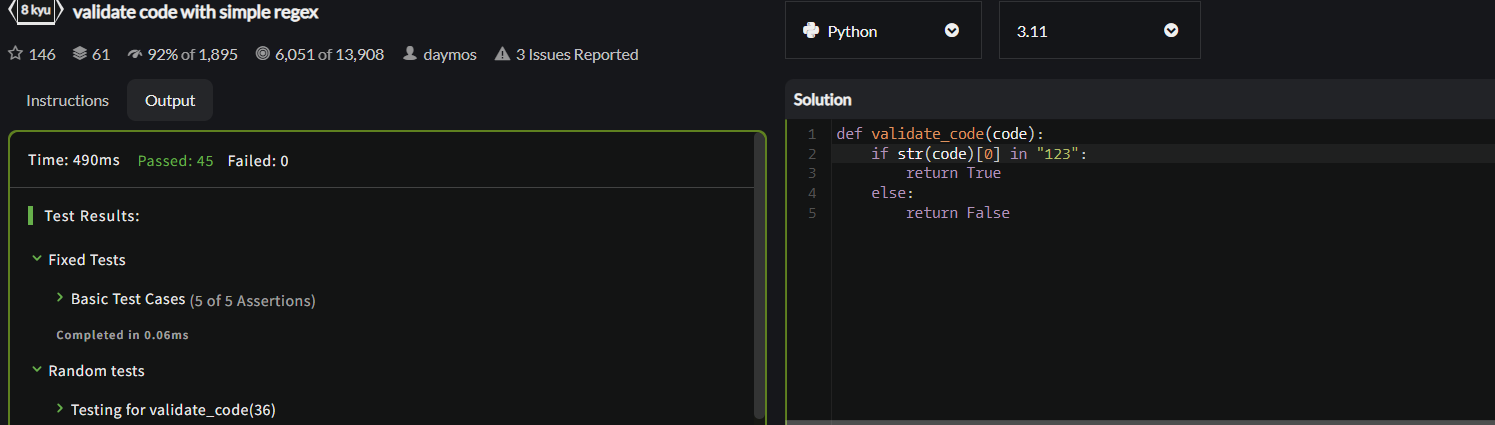 8 kyu validate code with simple regex
146 61 92% of 1,895 6,051 of 13,908 daymos 3 Issues Reported
Instructions Output
Time: 490ms Passed: 45 Failed: 0
Test Results:
Fixed Tests
Basic Test Cases (5 of 5 Assertions)
Completed in 0.06ms
Random tests
Testing for validate_code(36)
Python 3.11
Solution
1 def validate_code(code):
2 if str(code)[0] in "123":
3 return True
4 else:
5 return False